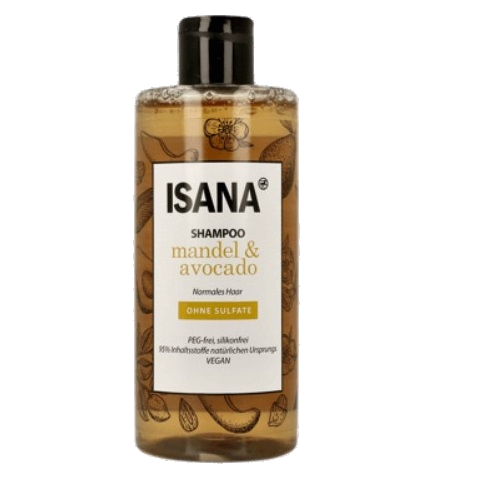 ISANA
SHAMPOO
mandel &
avocado
Normales Haar
OHNE SULFATE
PEG-frei, silikonfrei
95% Inhaltsstoffe natürlichen Ursprungs
VEGAN